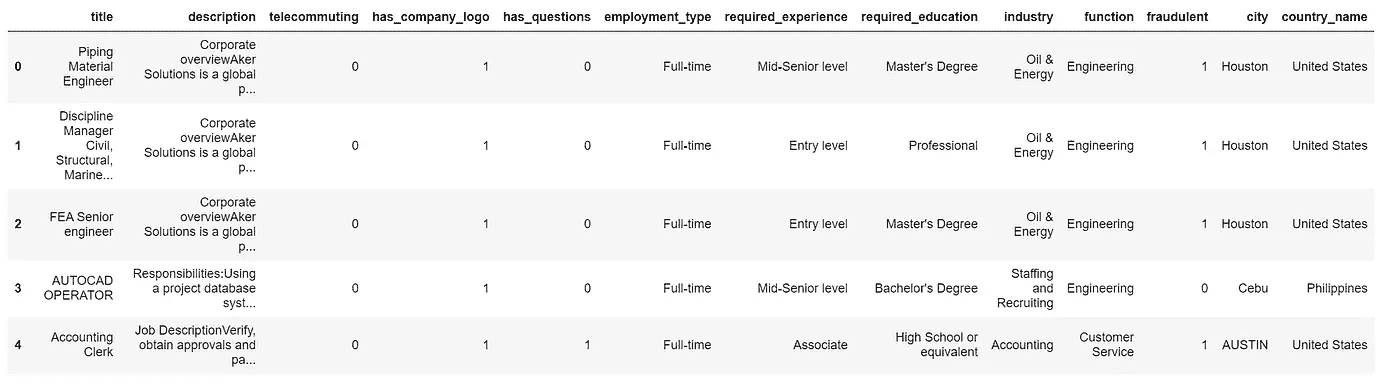 title description telecommuting has_company_logo has_questions employment_type required_experience required_education industry function fraudulent city country_name
0 Piping Material Engineer Corporate overviewAker Solutions is a global p... 0 1 0 Full-time Mid-Senior level Master's Degree Oil & Energy Engineering 1 Houston United States
1 Discipline Manager Civil, Structural, Marine... Corporate overviewAker Solutions is a global p... 0 1 0 Full-time Entry level Professional Oil & Energy Engineering 1 Houston United States
2 FEA Senior engineer Corporate overviewAker Solutions is a global p... 0 1 0 Full-time Entry level Master's Degree Oil & Energy Engineering 1 Houston United States
3 AUTOCAD OPERATOR Responsibilities:Using a project database syst... 0 1 0 Full-time Mid-Senior level Bachelor's Degree Staffing and Recruiting Engineering 0 Cebu Philippines
4 Accounting Clerk Job DescriptionVerify, obtain approvals and pa... 0 1 1 Full-time Associate High School or equivalent Accounting Customer Service 1 AUSTIN United States